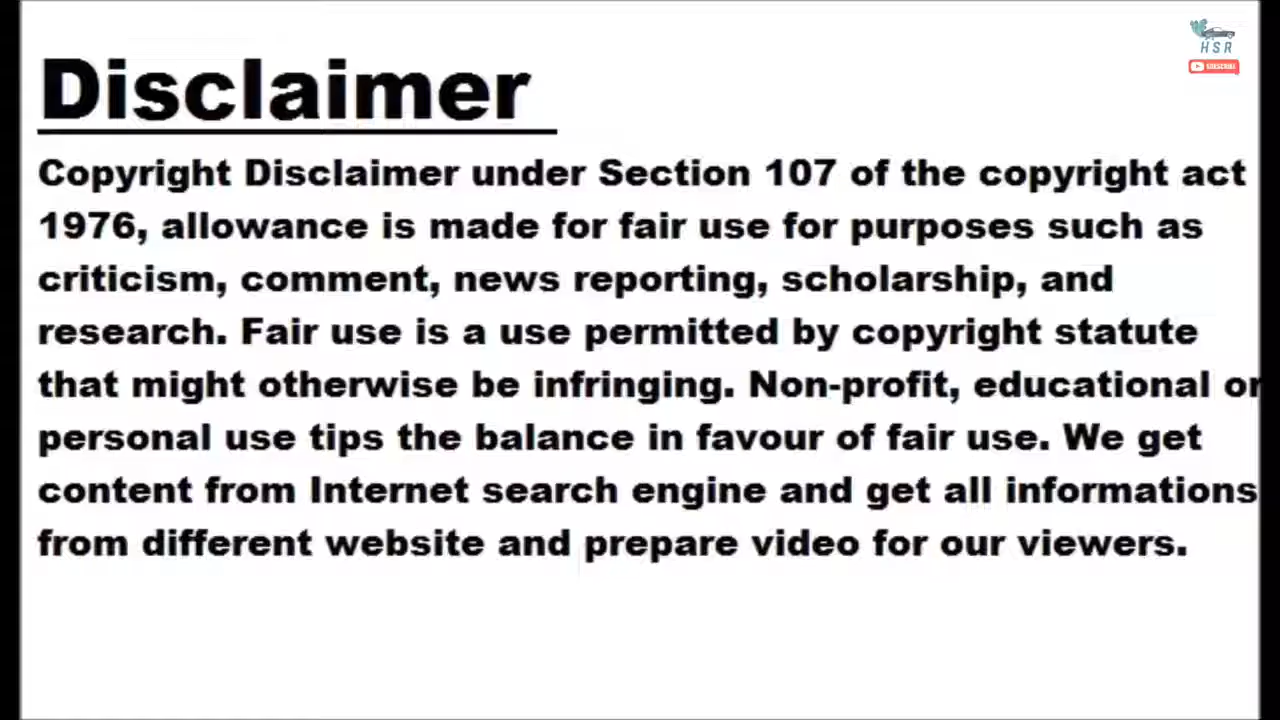 HSR
SUBSCRIBE
Disclaimer
Copyright Disclaimer under Section 107 of the copyright act
1976, allowance is made for fair use for purposes such as
criticism, comment, news reporting, scholarship, and
research. Fair use is a use permitted by copyright statute
that might otherwise be infringing. Non-profit, educational or
personal use tips the balance in favour of fair use. We get
content from Internet search engine and get all informations
from different website and prepare video for our viewers.